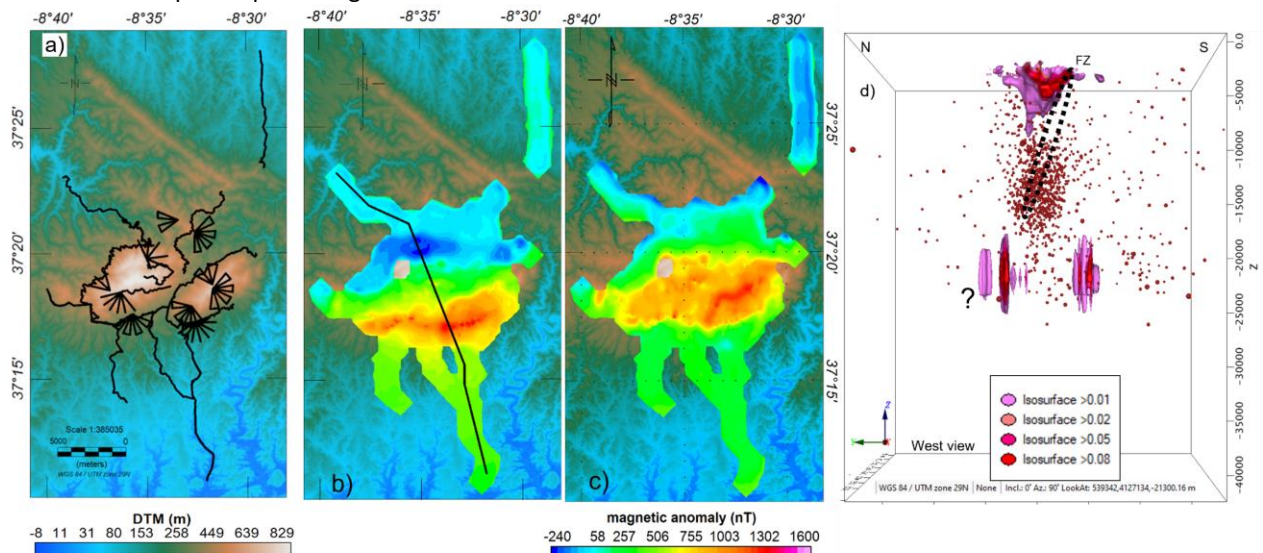 -8°40' -8°35' -8°30' -8°40' -8°35' -8°40' -8°35' -8°30'
a) b) c) d)
N S
FZ
37°25'
37°20'
37°15'
37°25'
37°20'
37°15'
0.0
-5000
-10000
-15000
-20000
-25000
-30000
-35000
-40000
Z
?
Scale 1:385035
5000 0
(meters)
WGS 84 / UTM zone 29N
Isosurface >0.01
Isosurface >0.02
Isosurface >0.05
Isosurface >0.08
West view
WGS 84 / UTM zone 29N | None | Incl.: 0° Az.: 90° LookAt: 539342,4127134,-21300.16 m
DTM (m)
-8 11 31 80 153 258 449 639 829
magnetic anomaly (nT)
-240 58 257 506 755 1003 1302 1600